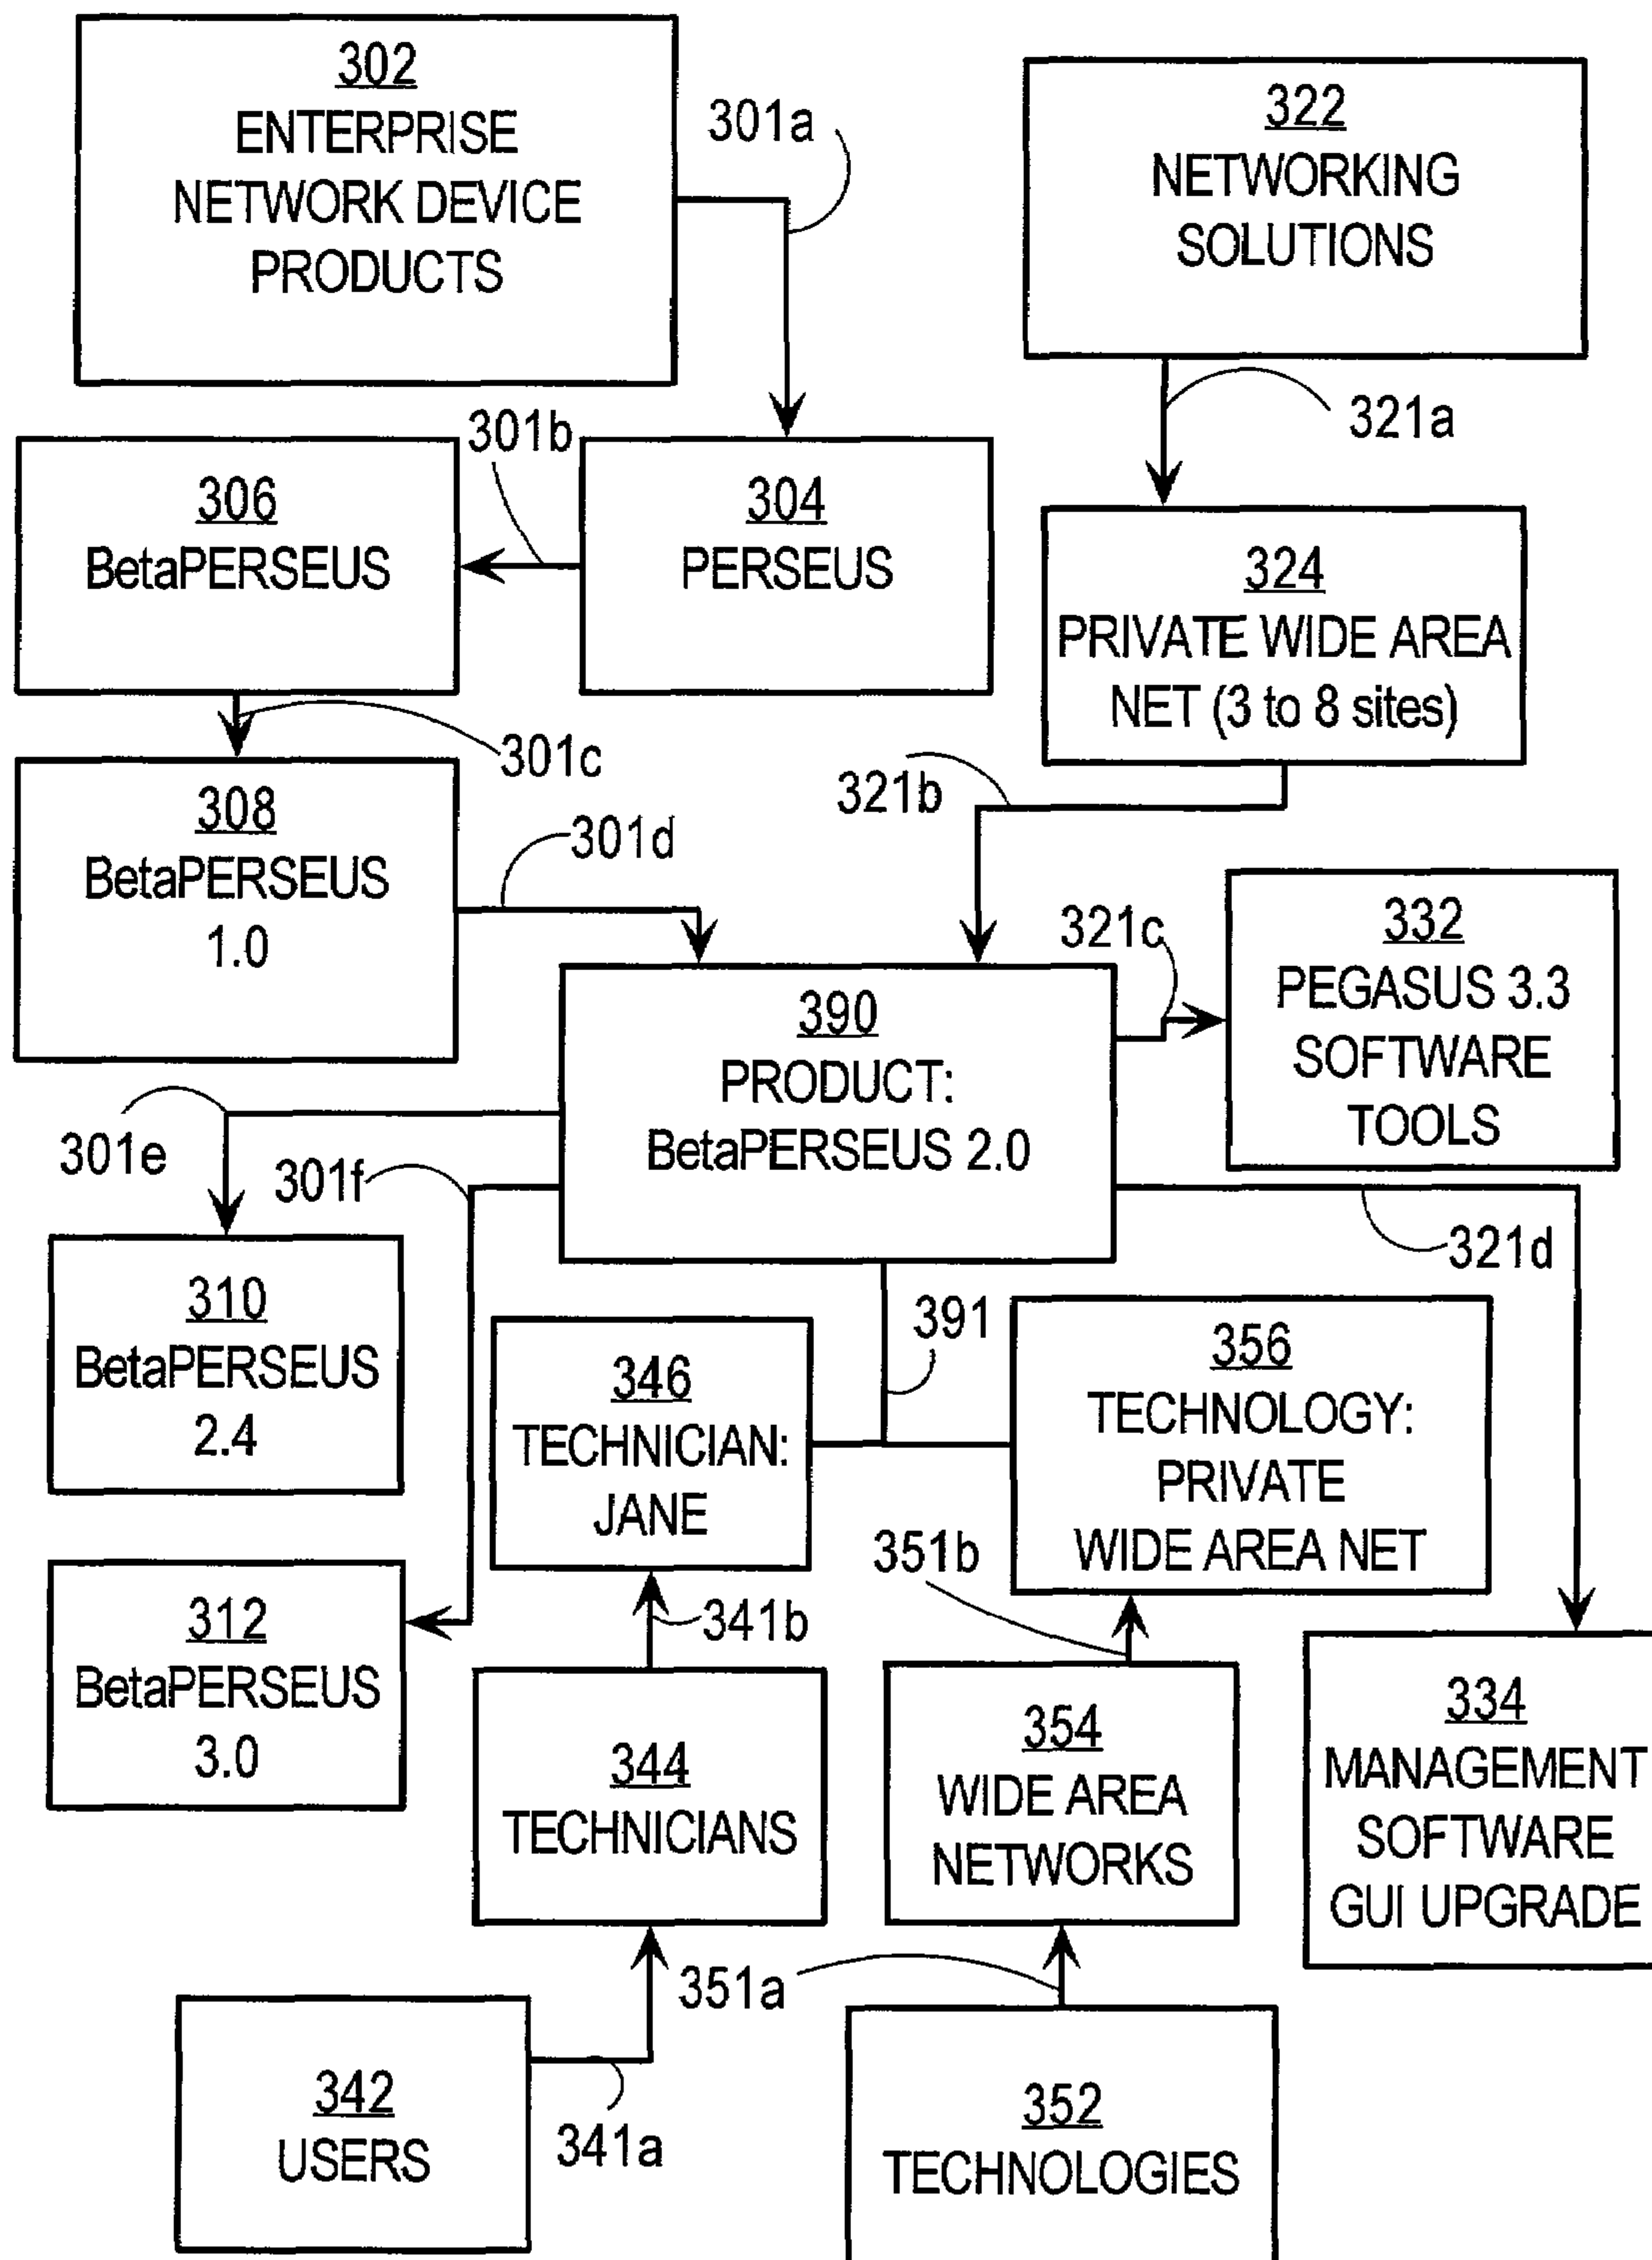 302
ENTERPRISE
NETWORK DEVICE
PRODUCTS
301a
322
NETWORKING
SOLUTIONS
321a
301b
306
BetaPERSEUS
304
PERSEUS
324
PRIVATE WIDE AREA
NET (3 to 8 sites)
301c
308
BetaPERSEUS
1.0
301d
321b
321c
332
PEGASUS 3.3
SOFTWARE
TOOLS
390
PRODUCT:
BetaPERSEUS 2.0
301e
301f
321d
310
BetaPERSEUS
2.4
391
346
TECHNICIAN:
JANE
356
TECHNOLOGY:
PRIVATE
WIDE AREA NET
312
BetaPERSEUS
3.0
341b
351b
344
TECHNICIANS
354
WIDE AREA
NETWORKS
334
MANAGEMENT
SOFTWARE
GUI UPGRADE
351a
342
USERS
341a
352
TECHNOLOGIES